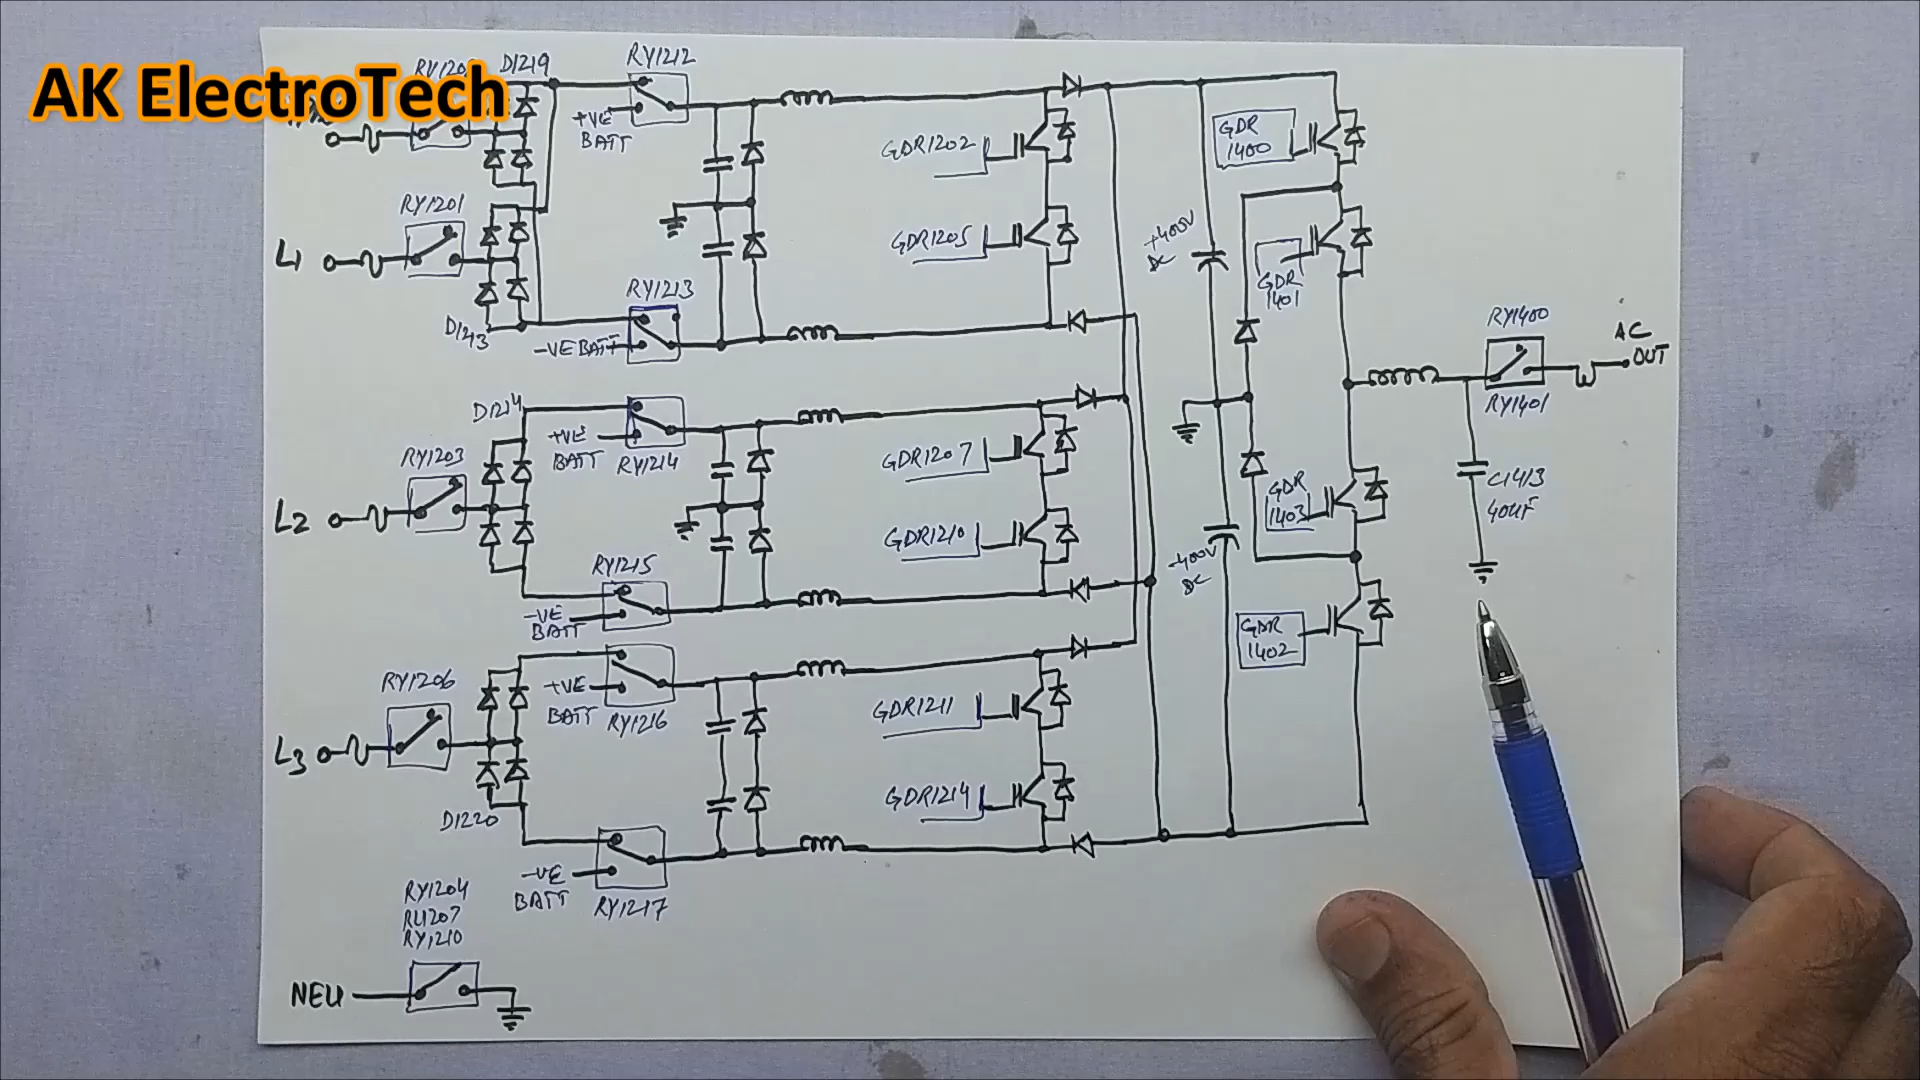 AK ElectroTech
D1219
RY1212
+VE
BATT
GDR1202
GDR
1400
RY1201
L1
GDR1205
+400V
DC
GDR
1401
RY1213
D1213
-VE BATT
RY1400
AC
OUT
RY1401
D1214
+VE
BATT
RY1214
RY1203
L2
GDR1207
GDR
1403
C1413
40UF
GDR1210
-400V
DC
RY1215
-VE
BATT
GDR
1402
RY1206
+VE
BATT
RY1216
L3
GDR1211
GDR1214
D1220
-VE
BATT
RY1217
RY1204
RY1207
RY1210
NEU